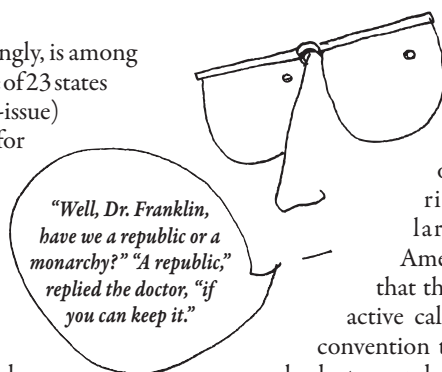 ngly, is among
of 23 states
-issue)
for
“Well, Dr. Franklin,
have we a republic or a
monarchy?” “A republic,”
replied the doctor, “if
you can keep it.”
ri
lar
Ame
that th
active cal
convention t